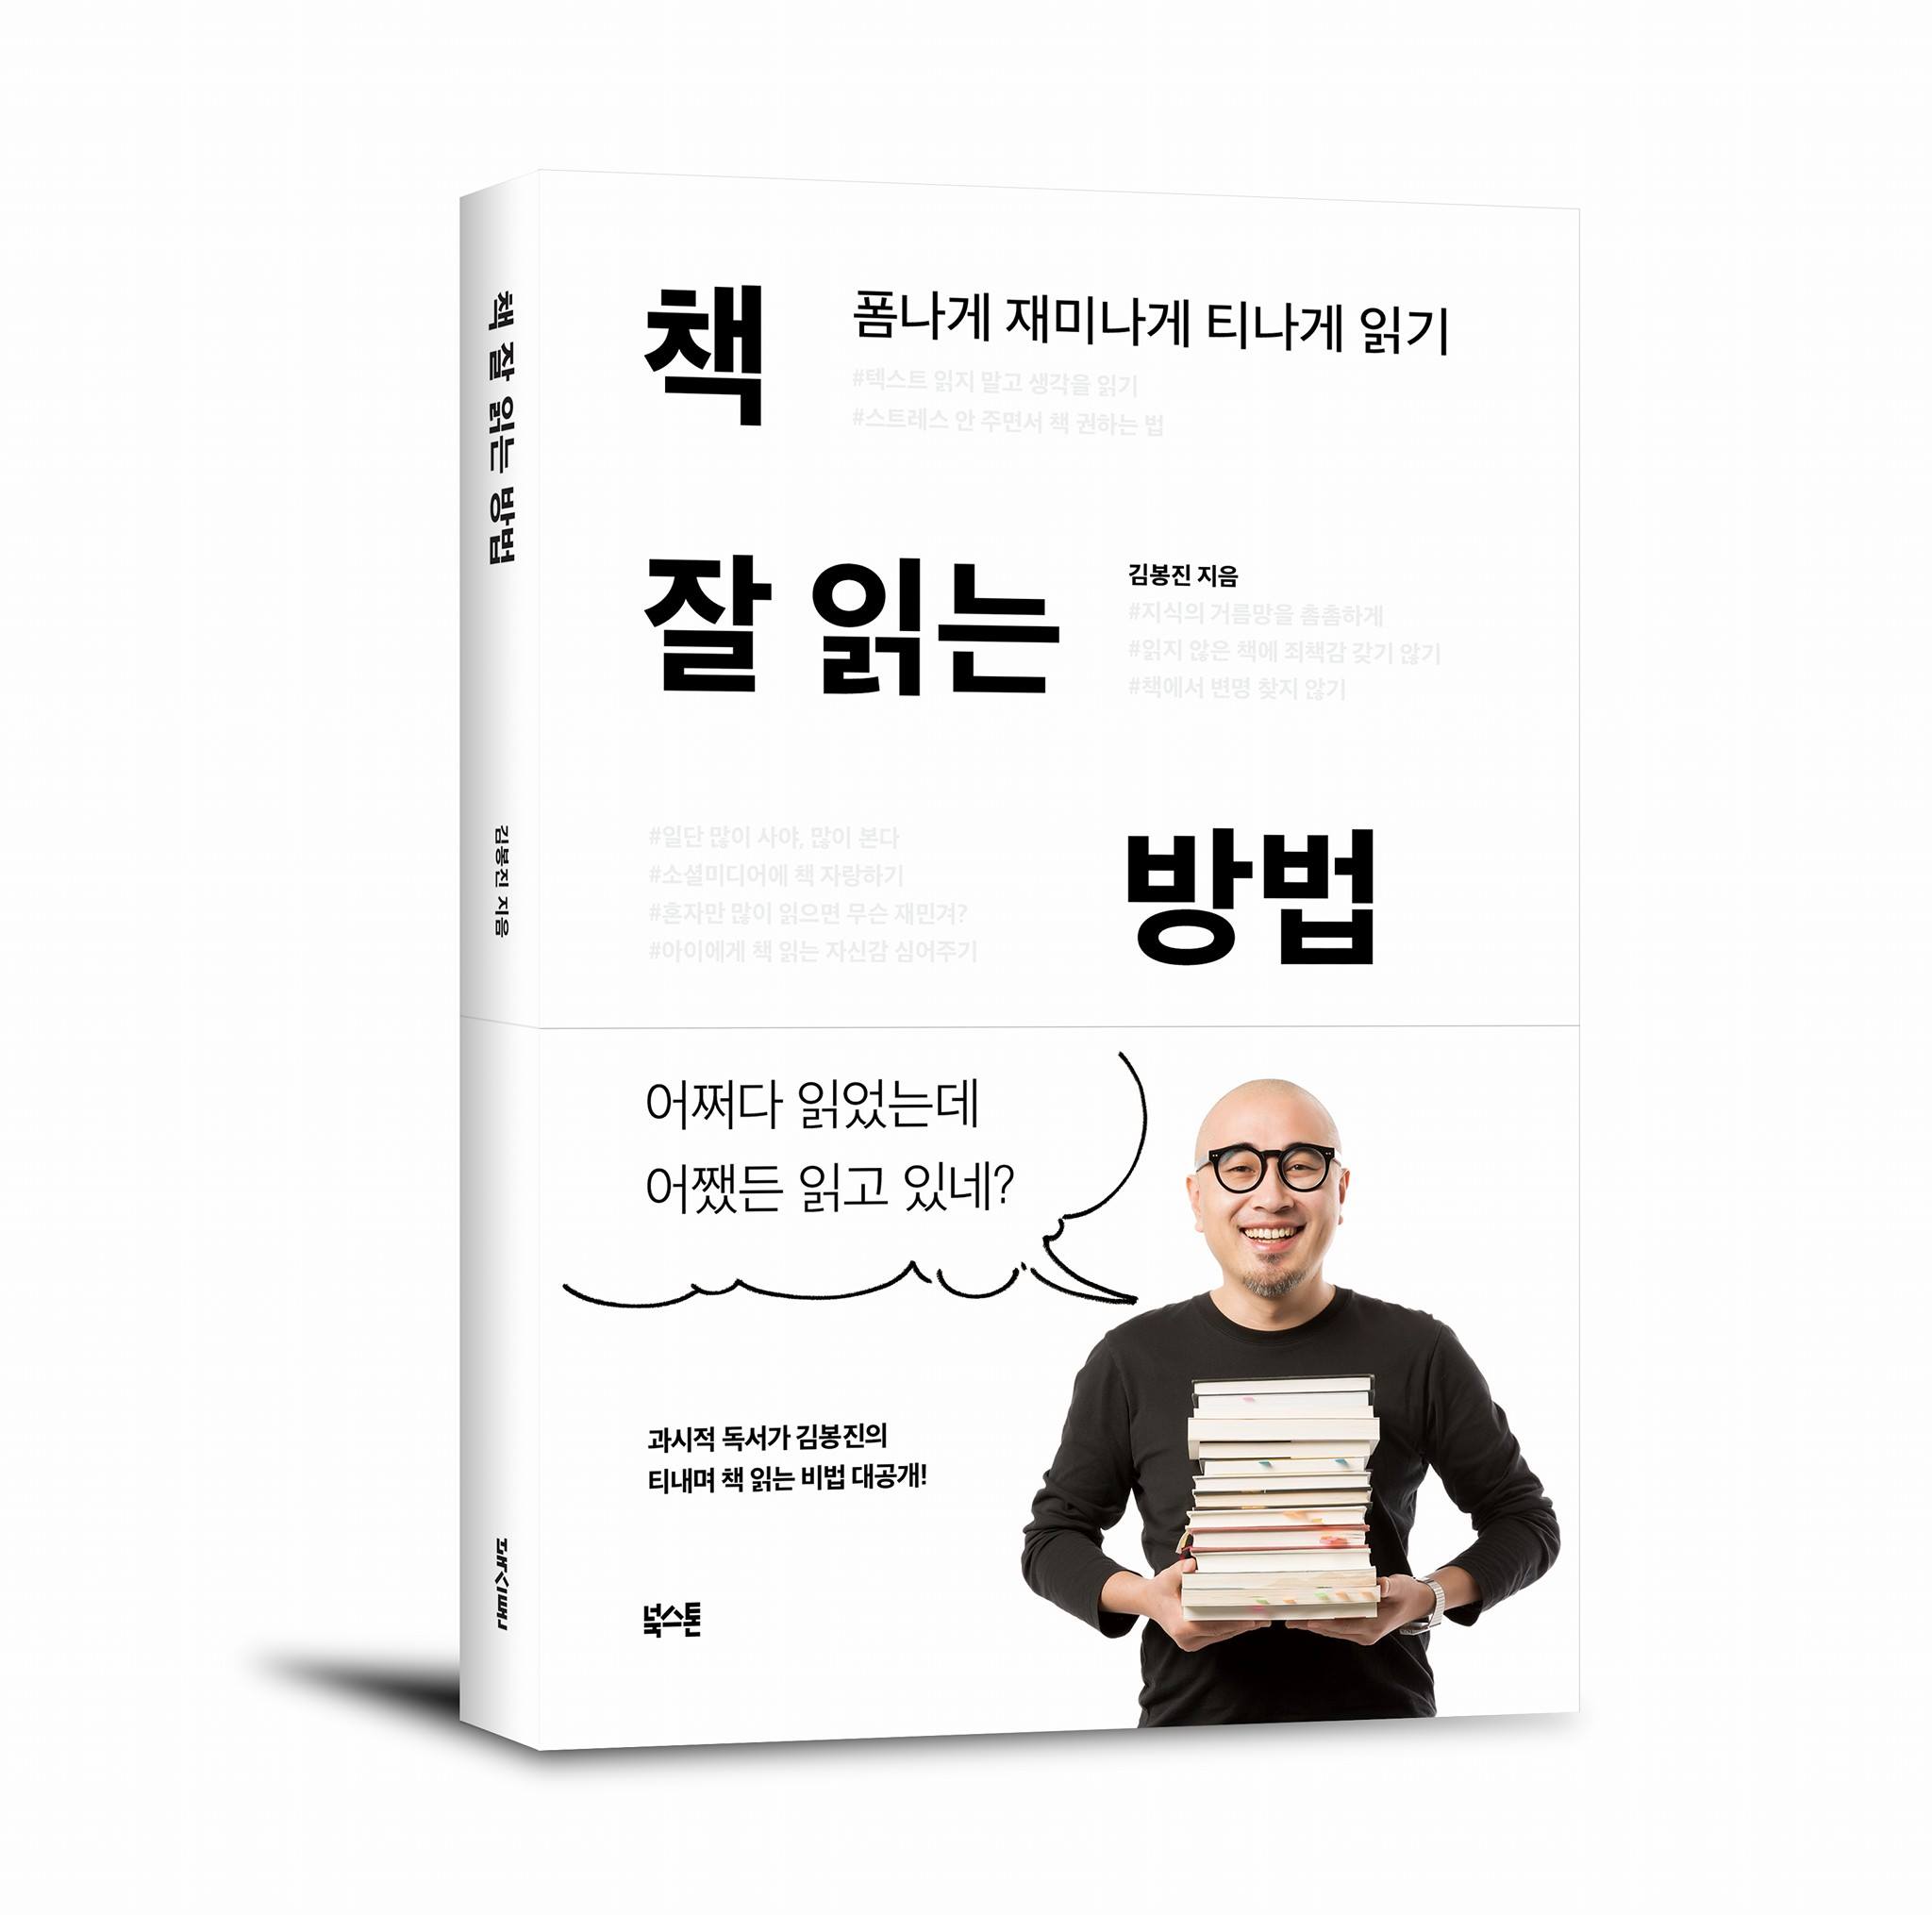 책 잘 읽는 방법
김봉진 지음
북스톤
책
폼나게 재미나게 티나게 읽기
#텍스트 읽지 말고 생각을 읽기
#스트레스 안 주면서 책 권하는 법
잘 읽는
김봉진 지음
#지식의 거름망을 촘촘하게
#읽지 않은 책에 죄책감 갖기 않기
#책에서 변명 찾지 않기
#일단 많이 사야, 많이 본다
#소셜미디어에 책 자랑하기
#혼자만 많이 읽으면 무슨 재민겨?
#아이에게 책 읽는 자신감 심어주기
방법
어쩌다 읽었는데
어쨌든 읽고 있네?
과시적 독서가 김봉진의
티내며 책 읽는 비법 대공개!
북스톤